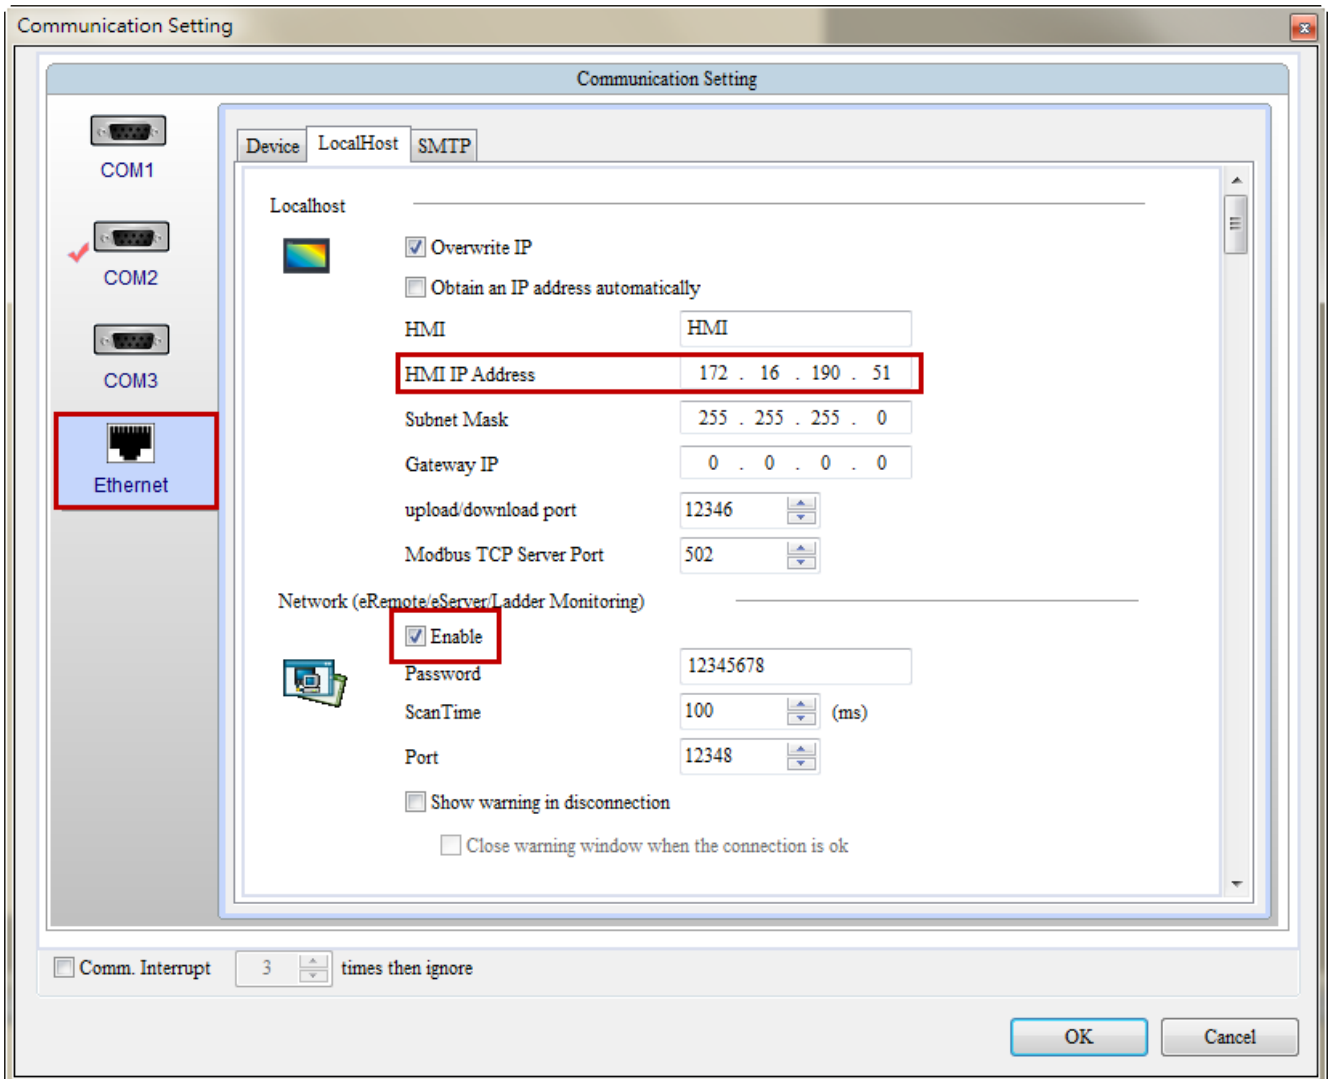 Communication Setting
Communication Setting
COM1
COM2
COM3
Ethernet
Device LocalHost SMTP
Localhost
Overwrite IP
Obtain an IP address automatically
HMI HMI
HMI IP Address 172 . 16 . 190 . 51
Subnet Mask 255 . 255 . 255 . 0
Gateway IP 0 . 0 . 0 . 0
upload/download port 12346
Modbus TCP Server Port 502
Network (eRemote/eServer/Ladder Monitoring)
Enable
Password 12345678
ScanTime 100 (ms)
Port 12348
Show warning in disconnection
Close warning window when the connection is ok
Comm. Interrupt 3 times then ignore
OK Cancel